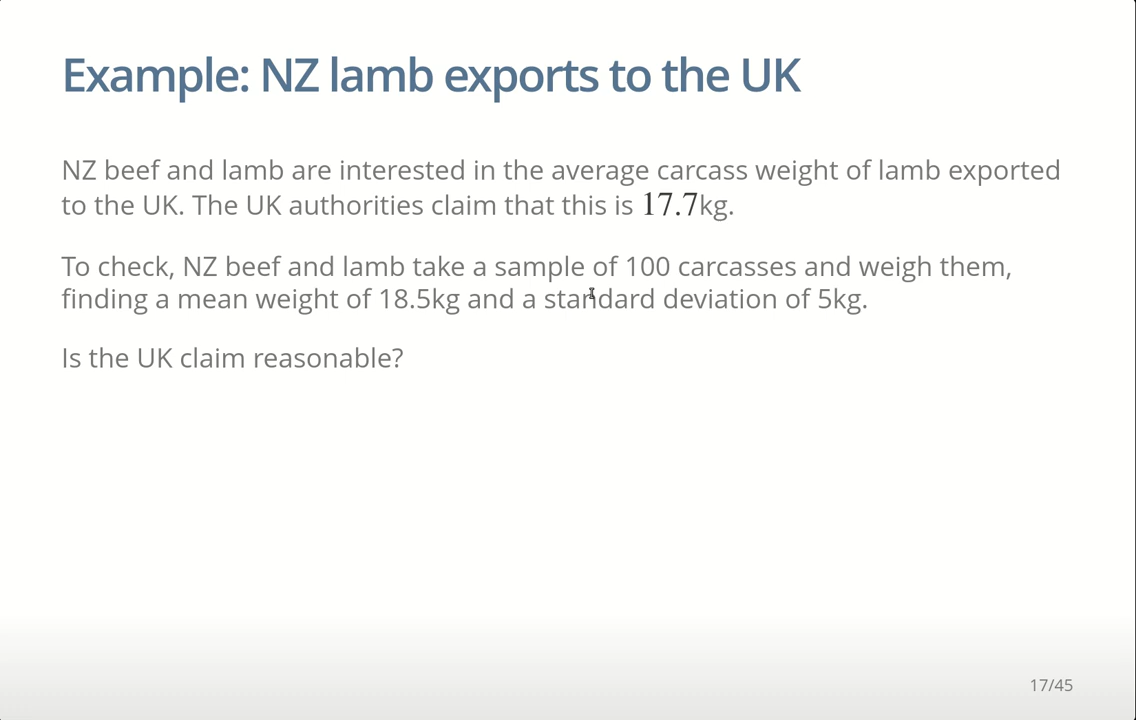 Example: NZ lamb exports to the UK
NZ beef and lamb are interested in the average carcass weight of lamb exported
to the UK. The UK authorities claim that this is 17.7kg.
To check, NZ beef and lamb take a sample of 100 carcasses and weigh them,
finding a mean weight of 18.5kg and a standard deviation of 5kg.
Is the UK claim reasonable?
17/45